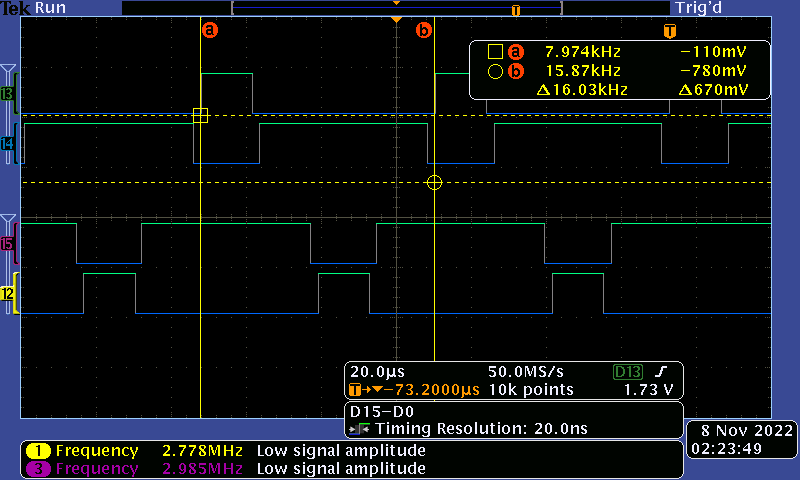 Tek Run Trig'd
a b T
a 7.974kHz −110mV
b 15.87kHz −780mV
Δ16.03kHz Δ670mV
13
14
15
12
20.0µs 50.0MS/s D13
T→▼−73.2000µs 10k points 1.73 V
D15−D0
Timing Resolution: 20.0ns
8 Nov 2022
02:23:49
1 Frequency 2.778MHz Low signal amplitude
3 Frequency 2.985MHz Low signal amplitude